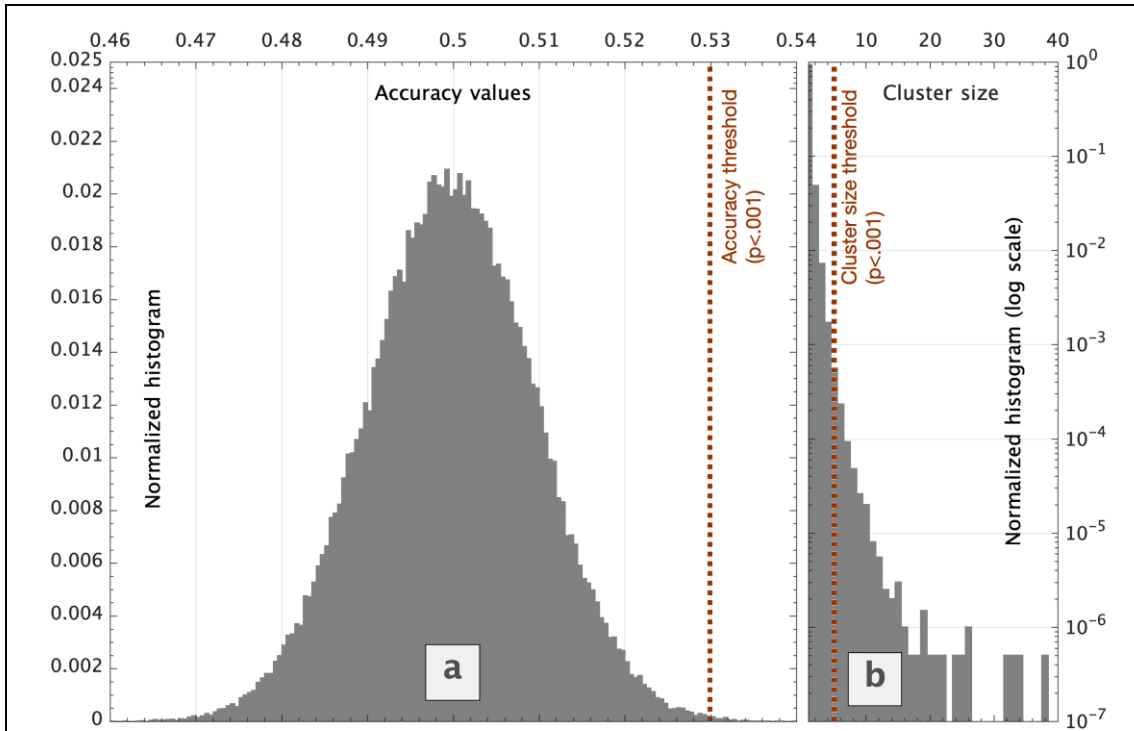 0.46 0.47 0.48 0.49 0.5 0.51 0.52 0.53 0.54 10 20 30 40
0.025
0.024
0.022
0.02
0.018
0.016
0.014
0.012
0.01
0.008
0.006
0.004
0.002
0
Accuracy values
Normalized histogram
Accuracy threshold
(p<.001)
a
Cluster size
Cluster size threshold
(p<.001)
Normalized histogram (log scale)
b
10⁰
10⁻¹
10⁻²
10⁻³
10⁻⁴
10⁻⁵
10⁻⁶
10⁻⁷